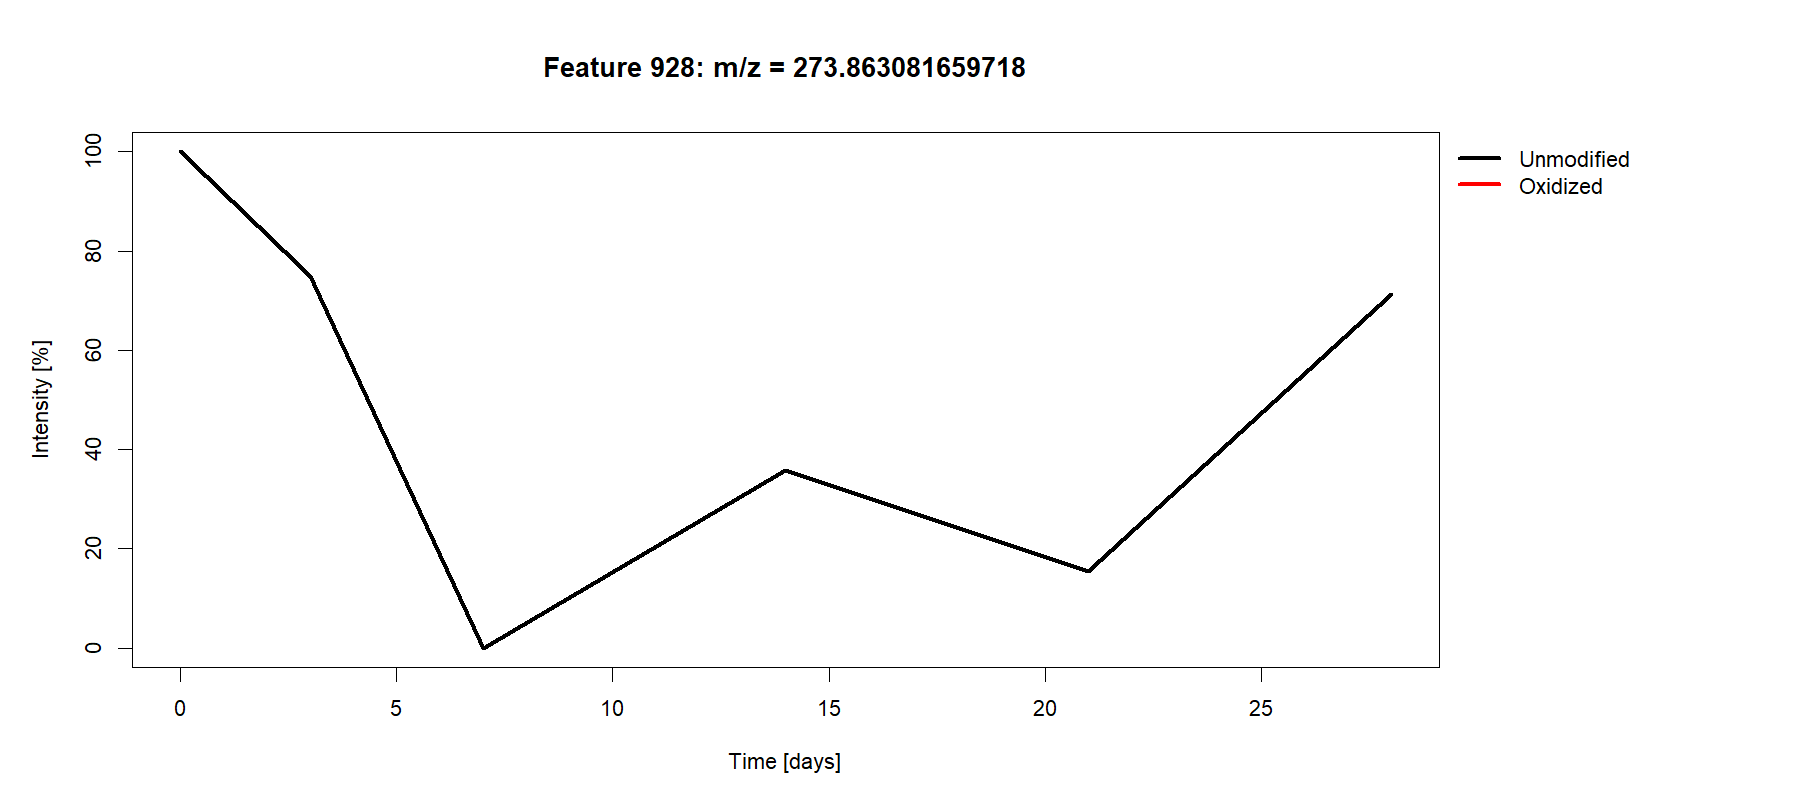 Feature 928: m/z = 273.863081659718
Unmodified
Oxidized
Intensity [%]
100
80
60
40
20
0
0 5 10 15 20 25
Time [days]